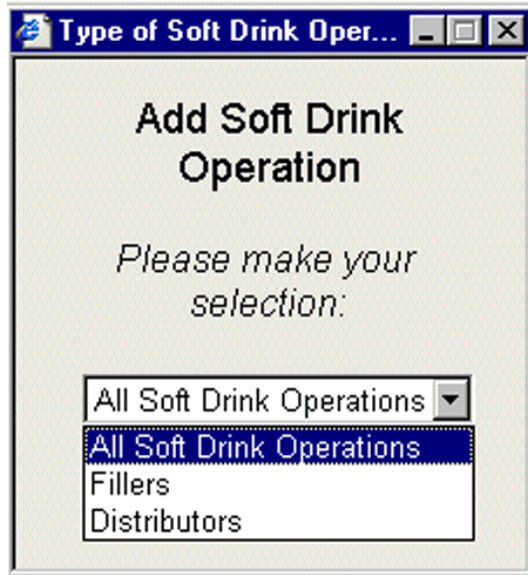 Type of Soft Drink Oper...
Add Soft Drink
Operation
Please make your
selection:
All Soft Drink Operations
All Soft Drink Operations
Fillers
Distributors